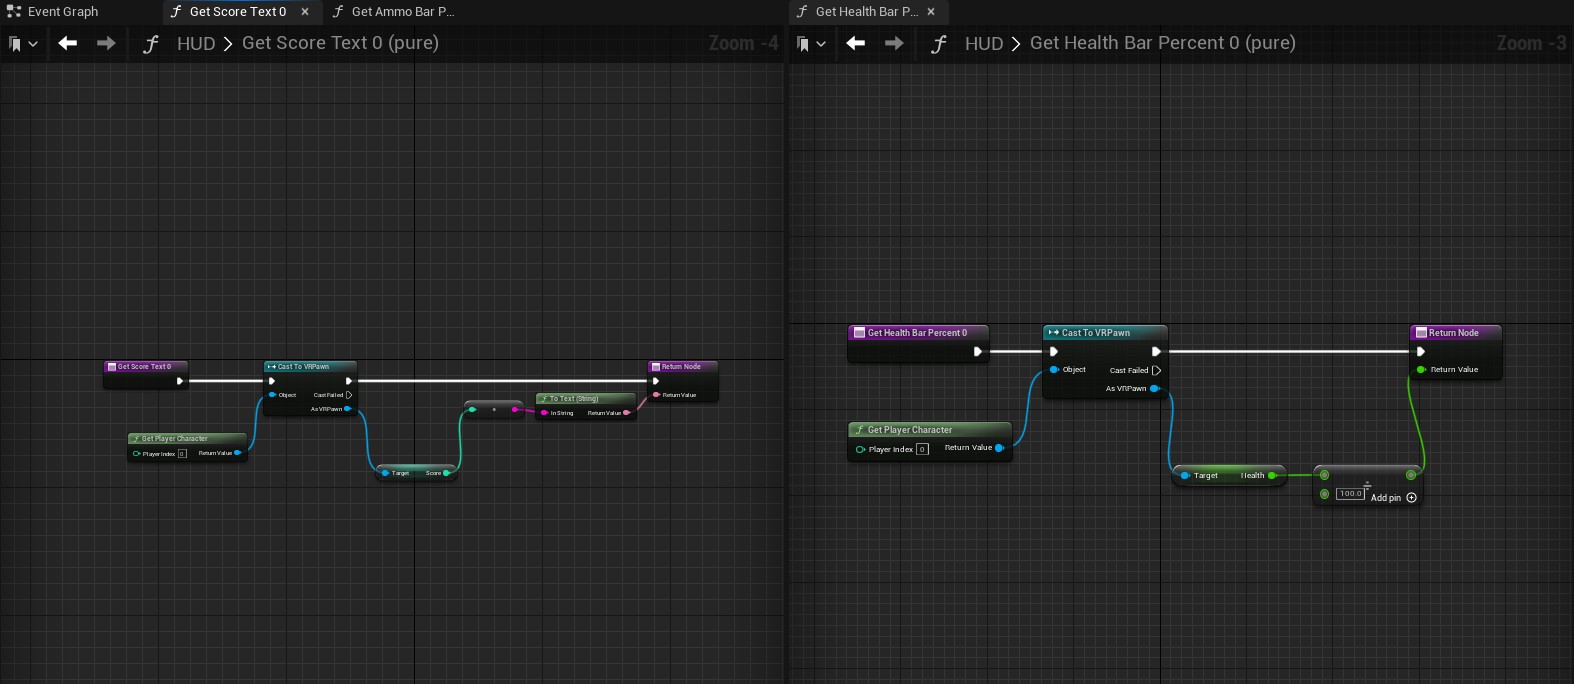 Event Graph
Get Score Text 0
Get Ammo Bar P...
HUD > Get Score Text 0 (pure)
Zoom -4
Get Score Text 0
Cast To VRPawn
Object
Cast Failed
As VRPawn
Get Player Character
Player Index 0
Return Value
Target
Score
To Text (String)
In String
Return Value
Return Node
Return Value
Get Health Bar P...
HUD > Get Health Bar Percent 0 (pure)
Zoom -3
Get Health Bar Percent 0
Cast To VRPawn
Object
Cast Failed
As VRPawn
Get Player Character
Player Index 0
Return Value
Target
Health
÷
100.0
Add pin
Return Node
Return Value